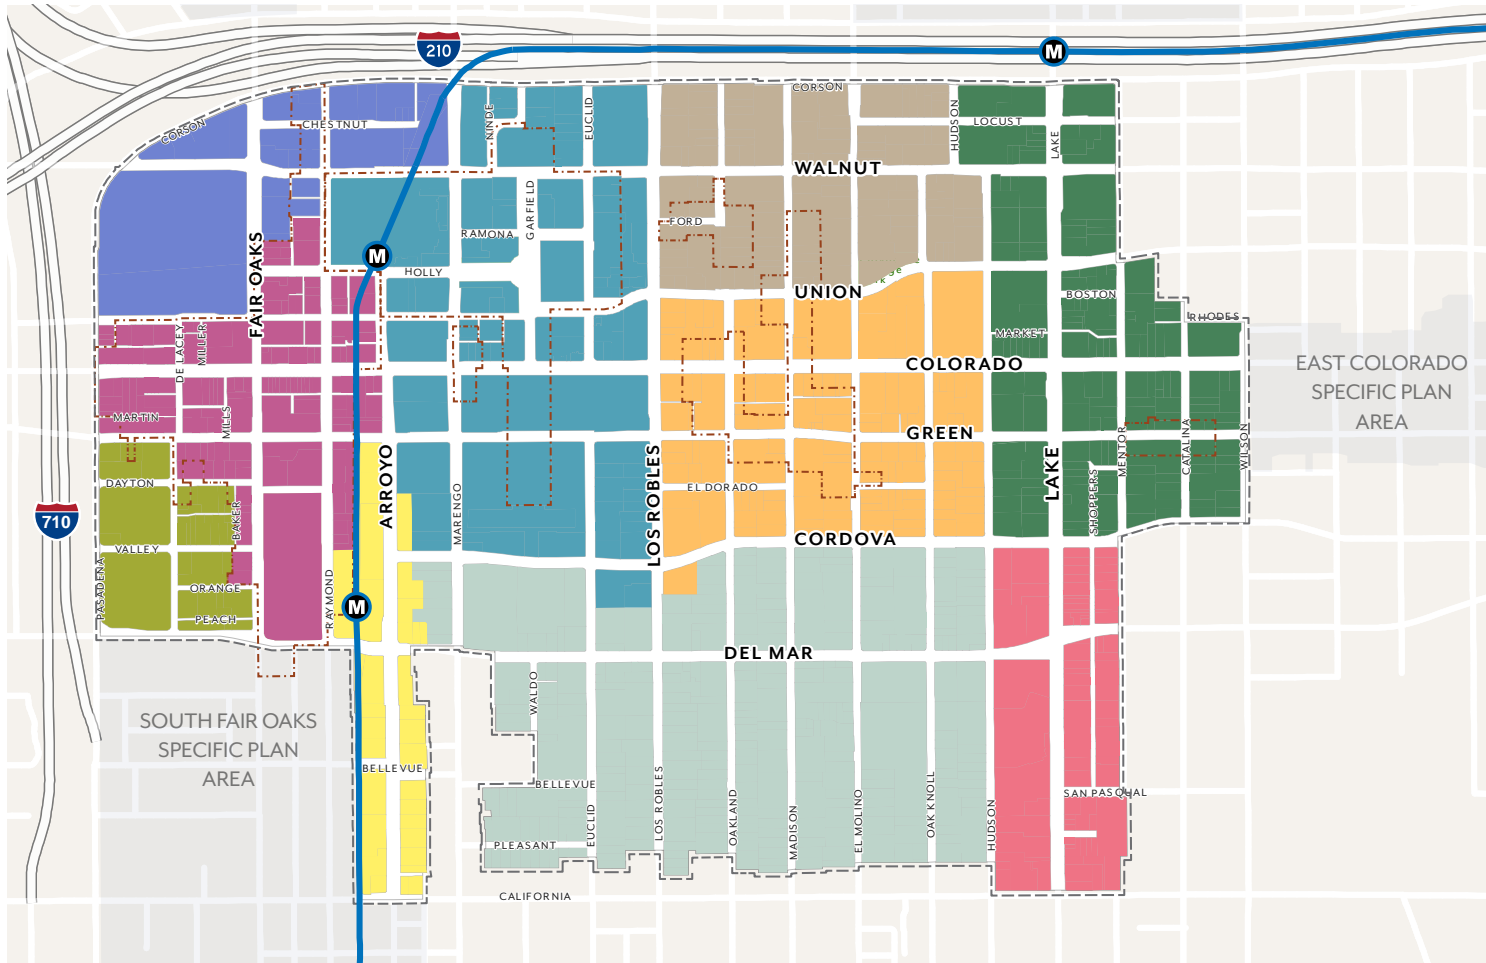 210
M
CORSON
CORSON
CHESTNUT
NINDE
EUCLID
HUDSON
LOCUST
LAKE
WALNUT
FORD
GARFIELD
RAMONA
FAIR OAKS
M
HOLLY
UNION
BOSTON
RHODES
MARKET
DE LACEY
MILLER
COLORADO
EAST COLORADO
SPECIFIC PLAN
AREA
MARTIN
MILLS
GREEN
MENTOR
CATALINA
WILSON
LAKE
SHOPPERS
DAYTON
ARROYO
LOS ROBLES
EL DORADO
MARENGO
BAKER
710
VALLEY
CORDOVA
PASADENA
ORANGE
RAYMOND
M
PEACH
DEL MAR
WALDO
SOUTH FAIR OAKS
SPECIFIC PLAN
AREA
BELLEVUE
BELLEVUE
EUCLID
LOS ROBLES
OAKLAND
MADISON
EL MOLINO
OAK KNOLL
HUDSON
SAN PASQUAL
PLEASANT
CALIFORNIA